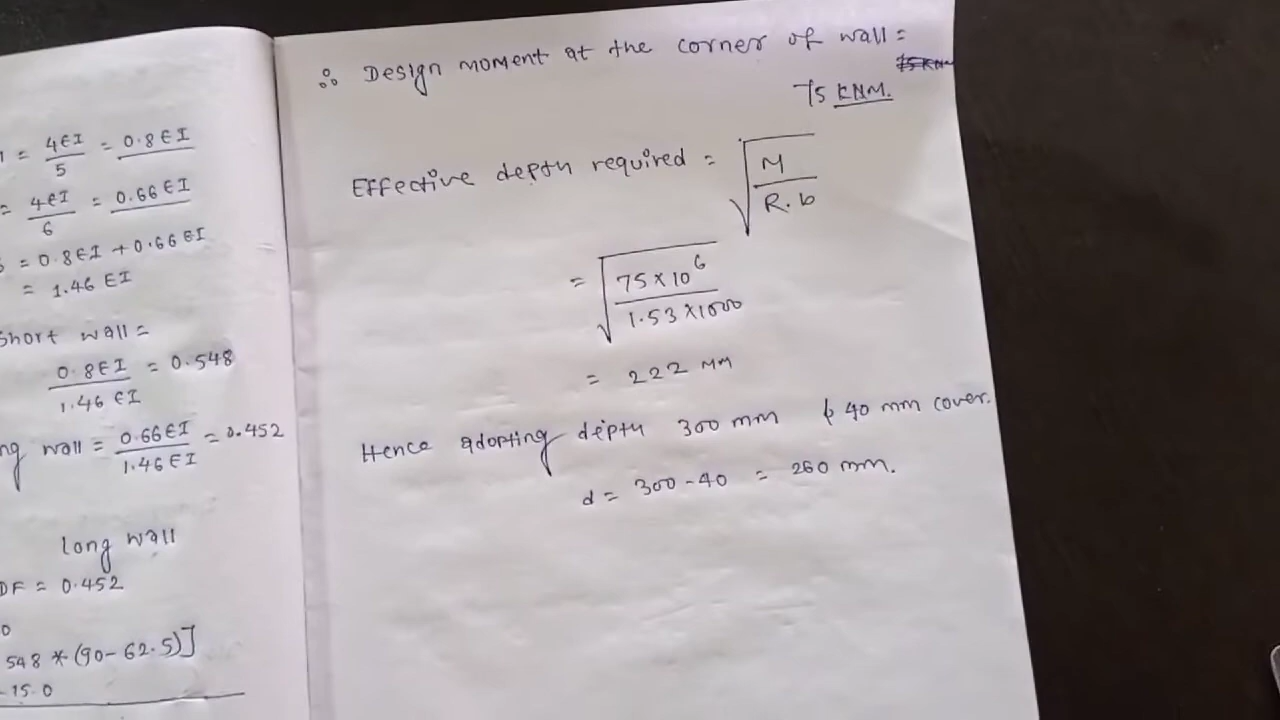 = 4EI/5 = 0.8EI
= 4EI/6 = 0.66EI
= 0.8EI + 0.66EI
= 1.46 EI
short wall =
0.8EI/1.46 EI = 0.548
wall = 0.66EI/1.46EI = 0.452
long wall
DF = 0.452
548 * (90-62.5)]
-15.0
∴ Design moment at the corner of wall =
75 KNM.
Effective depth required = √(M/R.b)
= √(75×10⁶/1.53×1000)
= 222 MM
Hence adopting depth 300 mm & 40 mm cover.
d = 300-40 = 260 mm.